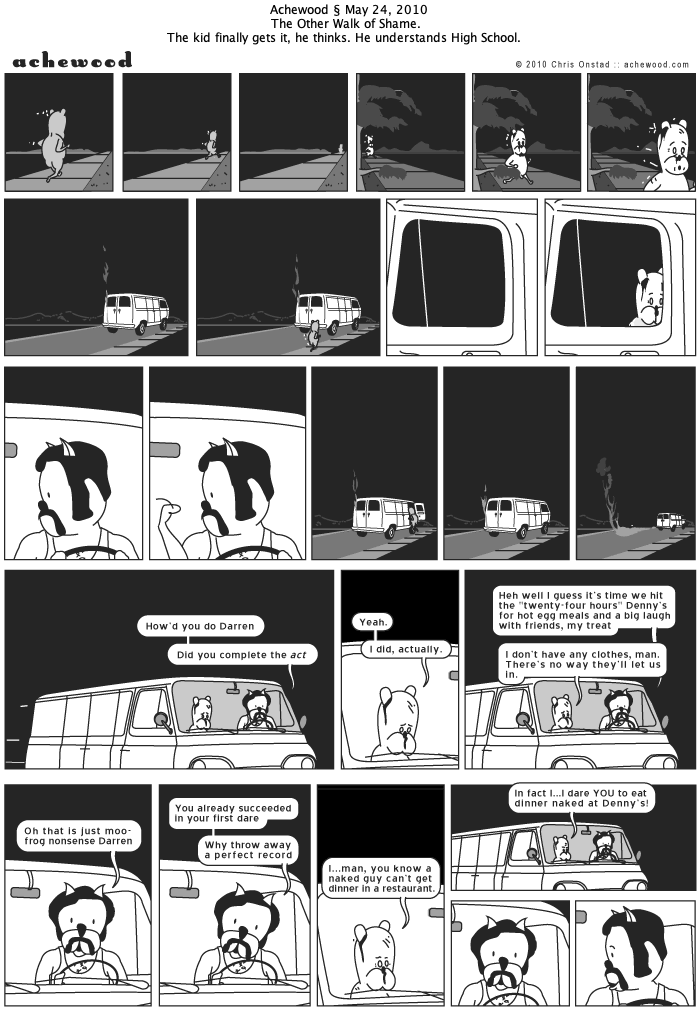 Achewood § May 24, 2010
The Other Walk of Shame.
The kid finally gets it, he thinks. He understands High School.
achewood
© 2010 Chris Onstad :: achewood.com
How'd you do Darren
Did you complete the act
Yeah.
I did, actually.
Heh well I guess it's time we hit
the "twenty-four hours" Denny's
for hot egg meals and a big laugh
with friends, my treat
I don't have any clothes, man.
There's no way they'll let us
in.
Oh that is just moo-
frog nonsense Darren
You already succeeded
in your first dare
Why throw away
a perfect record
I...man, you know a
naked guy can't get
dinner in a restaurant.
In fact I...I dare YOU to eat
dinner naked at Denny's!